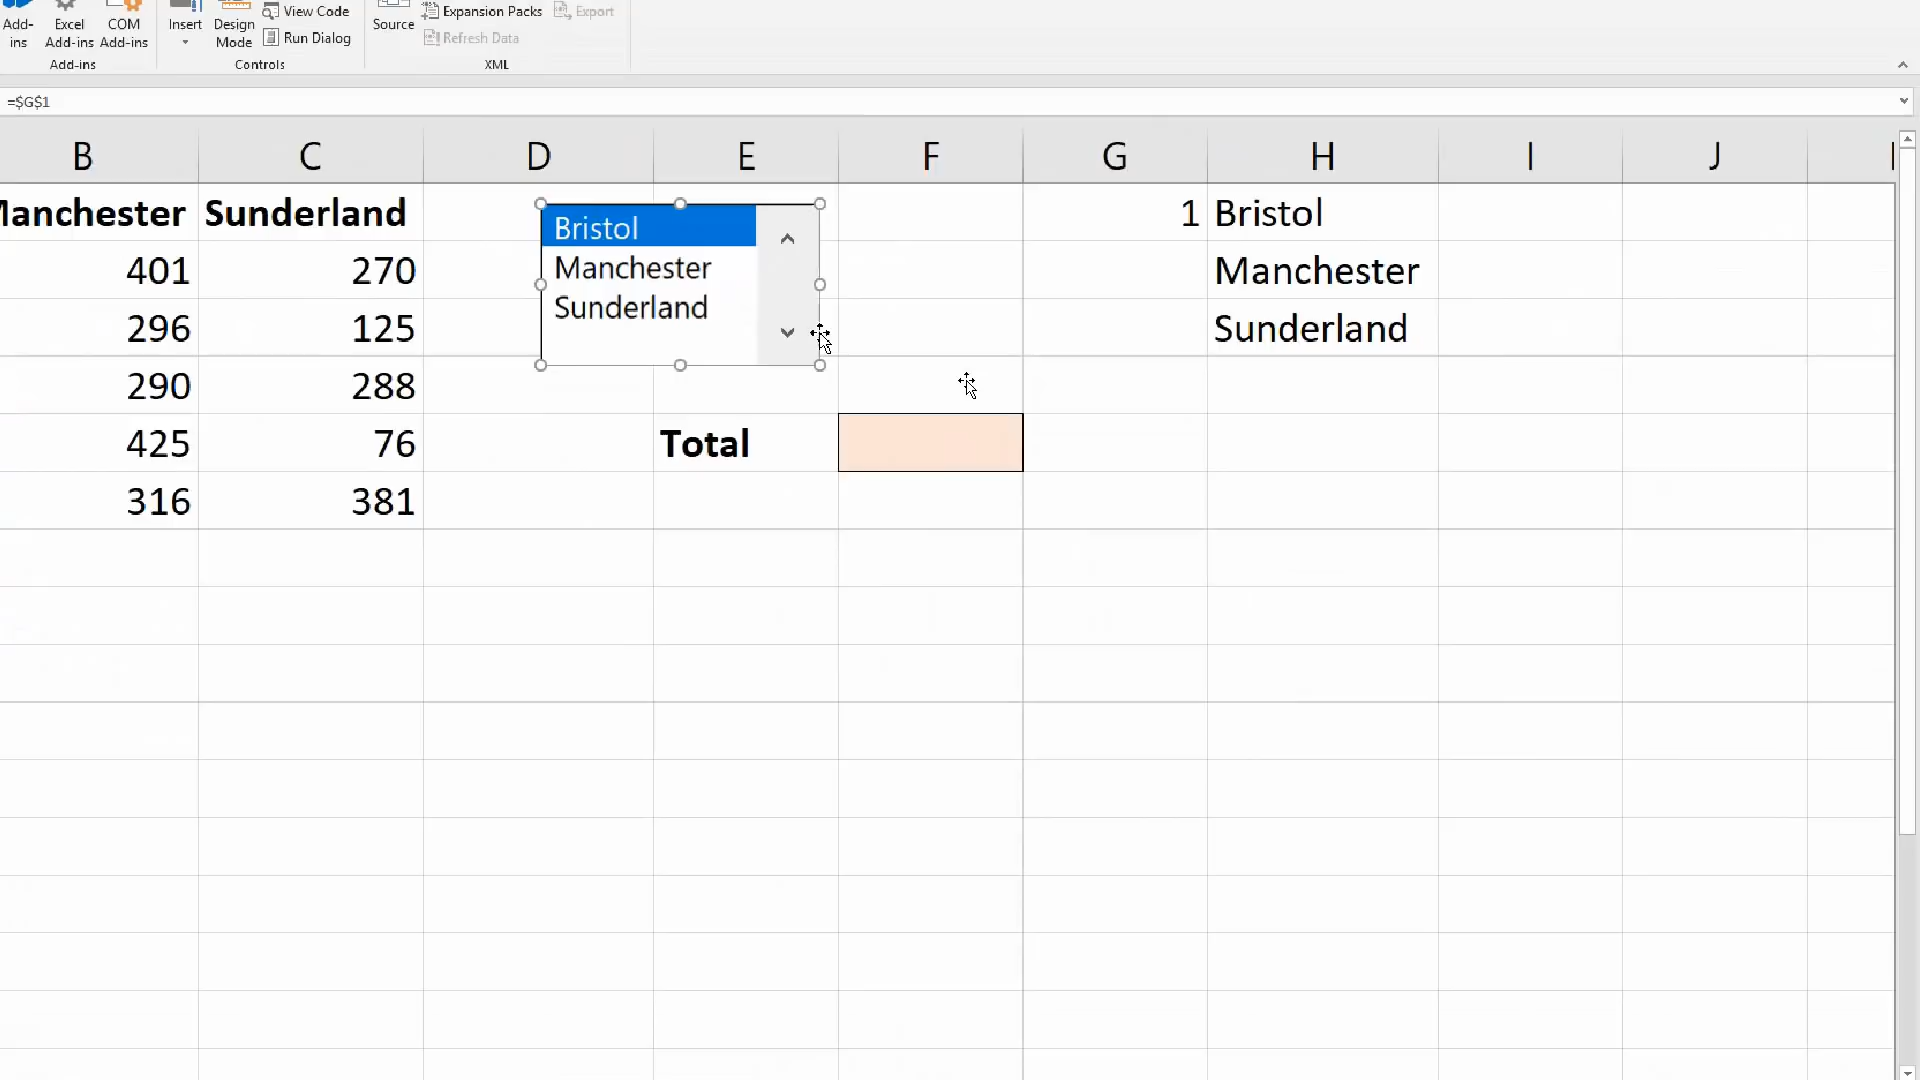 Add-
ins
Excel
Add-ins
COM
Add-ins
Add-ins
Insert
Design
Mode
View Code
Run Dialog
Controls
Source
Expansion Packs
Refresh Data
Export
XML
=$G$1
B C D E F G H I J
Manchester Sunderland 1 Bristol
401 270 Manchester
296 125 Sunderland
290 288
425 76 Total
316 381
Bristol
Manchester
Sunderland